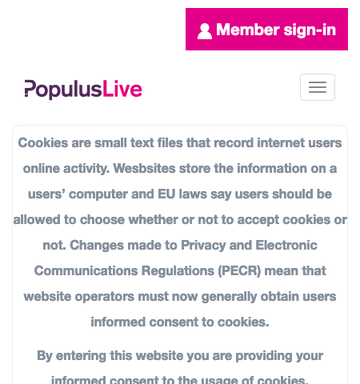 Member sign-in
PopulusLive
Cookies are small text files that record internet users
online activity. Wesbsites store the information on a
users’ computer and EU laws say users should be
allowed to choose whether or not to accept cookies or
not. Changes made to Privacy and Electronic
Communications Regulations (PECR) mean that
website operators must now generally obtain users
informed consent to cookies.
By entering this website you are providing your
informed consent to the usage of cookies.